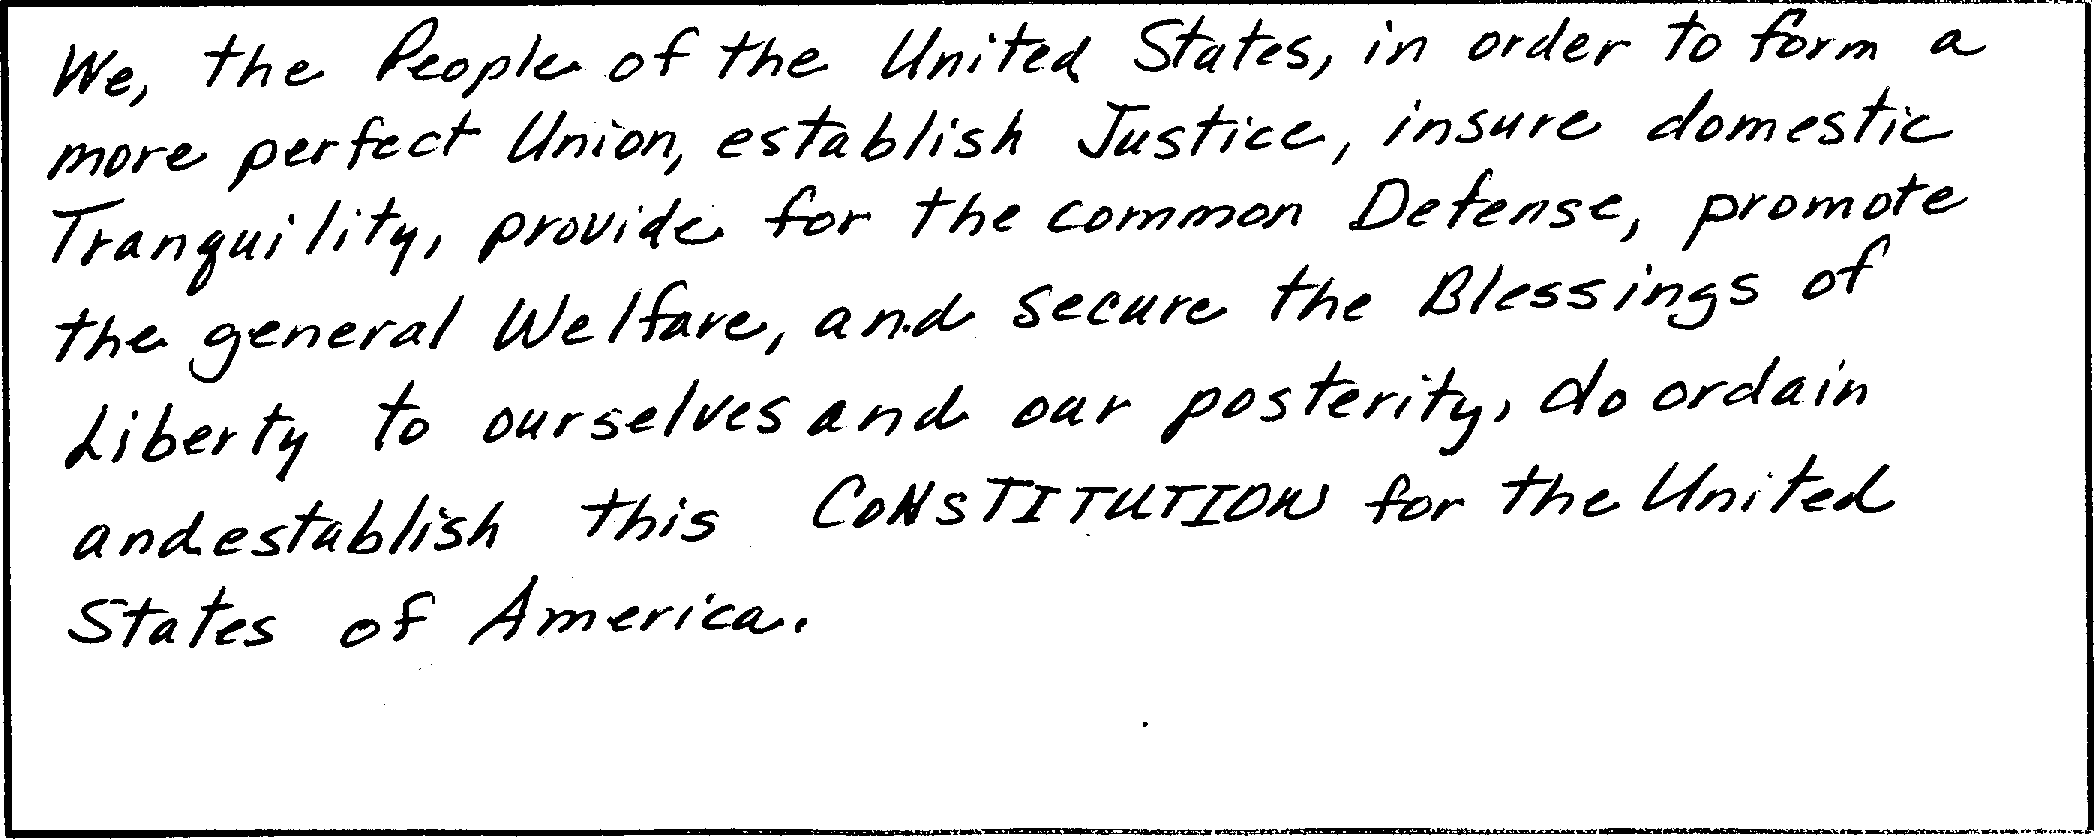 We, the People of the United States, in order to form a
more perfect Union, establish Justice, insure domestic
Tranquility, provide for the common Defense, promote
the general Welfare, and secure the Blessings of
Liberty to ourselves and our posterity, do ordain
and establish this CONSTITUTION for the United
States of America.